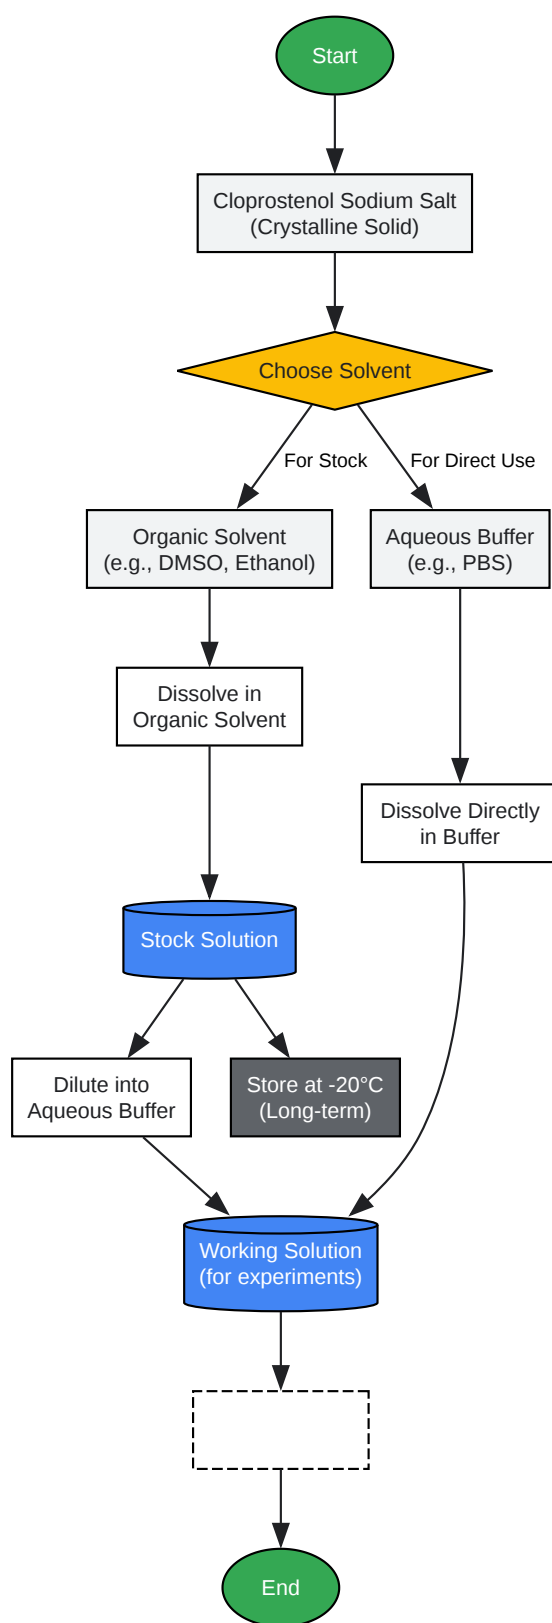 Start
Cloprostenol Sodium Salt
(Crystalline Solid)
Choose Solvent
For Stock
For Direct Use
Organic Solvent
(e.g., DMSO, Ethanol)
Aqueous Buffer
(e.g., PBS)
Dissolve in
Organic Solvent
Dissolve Directly
in Buffer
Stock Solution
Dilute into
Aqueous Buffer
Store at -20°C
(Long-term)
Working Solution
(for experiments)
End